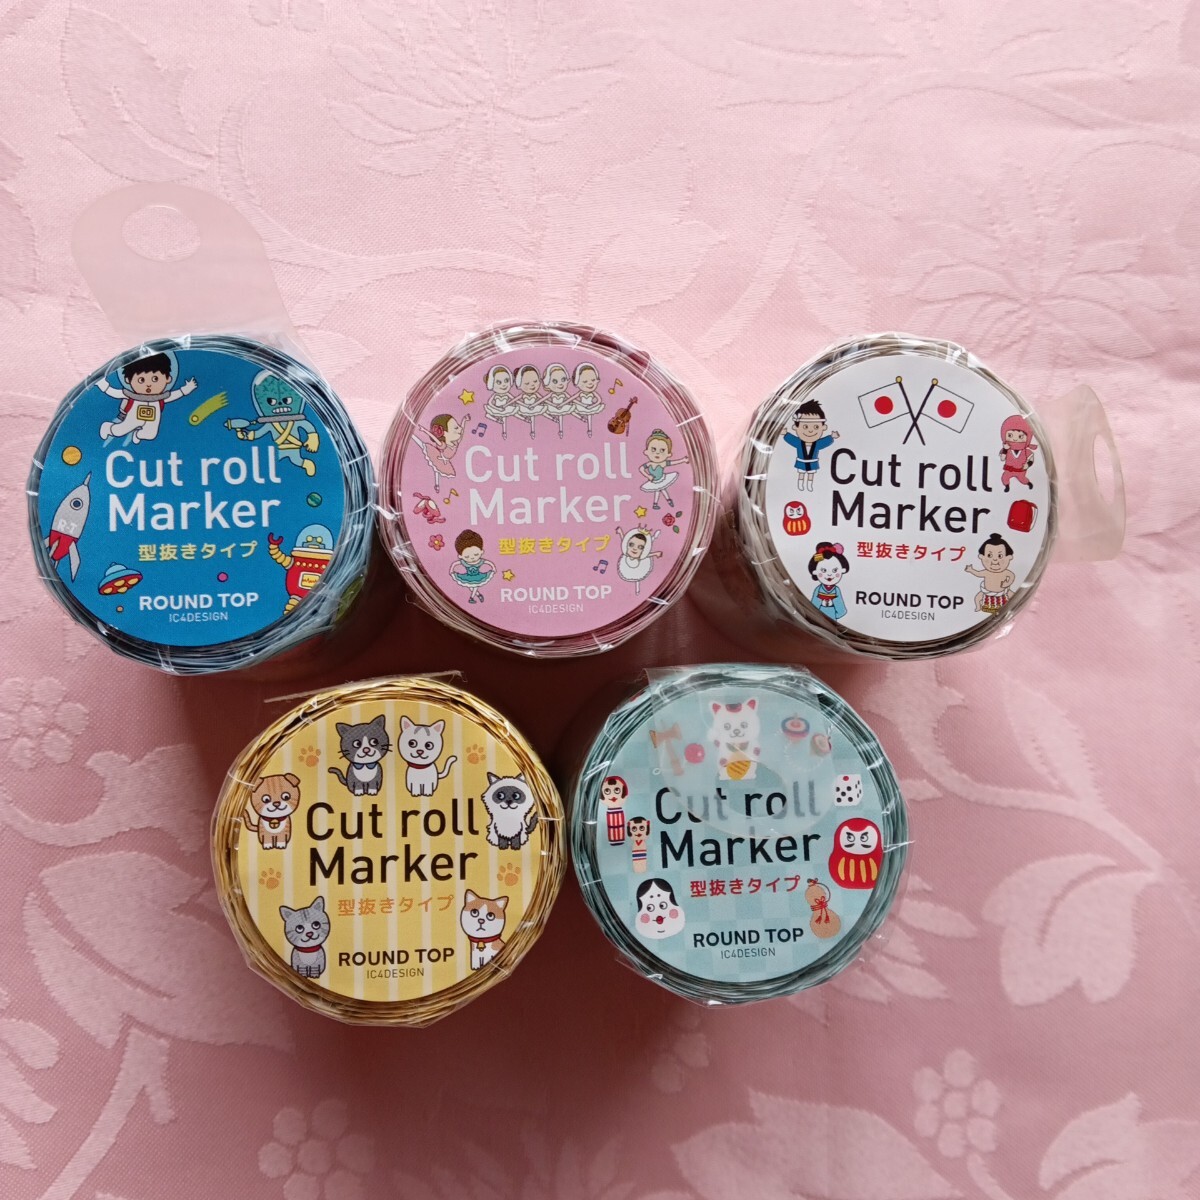 Cut roll
Marker
型抜きタイプ
R・T
ROUND TOP
IC4DESIGN
Cut roll
Marker
型抜きタイプ
ROUND TOP
IC4DESIGN
Cut roll
Marker
型抜きタイプ
ROUND TOP
IC4DESIGN
Cut roll
Marker
型抜きタイプ
ROUND TOP
IC4DESIGN
Cut roll
Marker
型抜きタイプ
ROUND TOP
IC4DESIGN